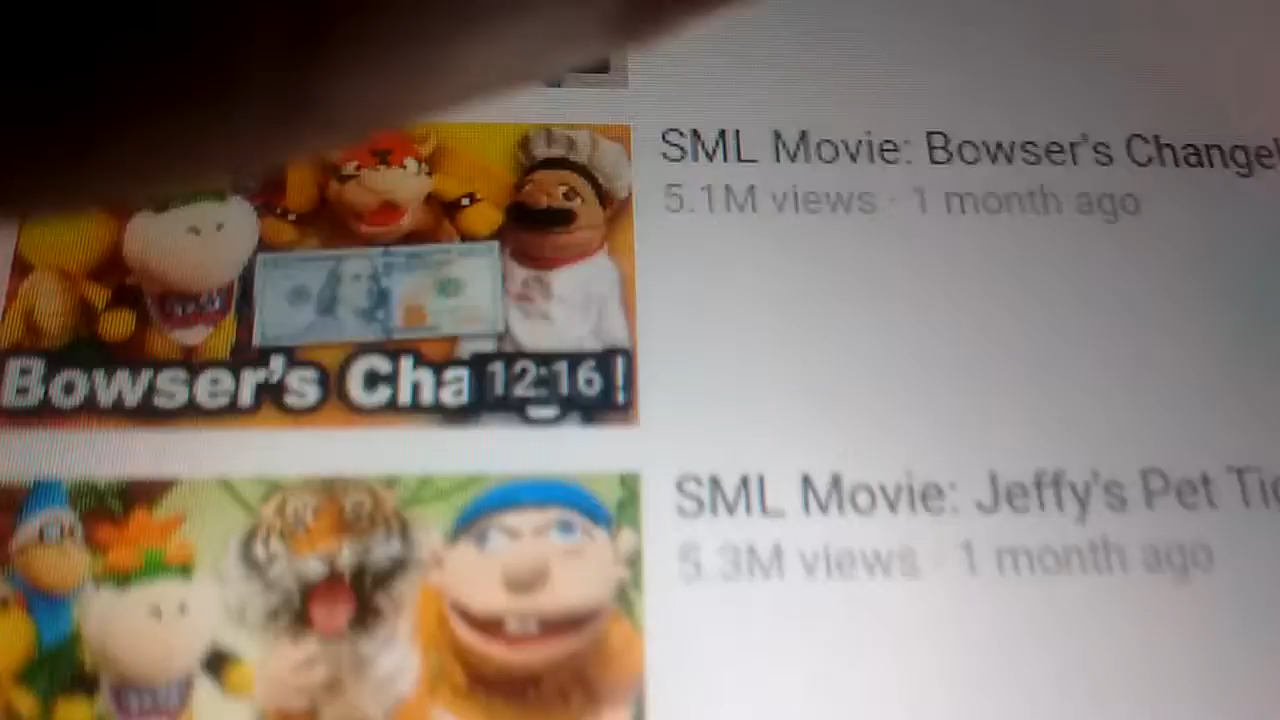 SML Movie: Bowser's Change!
5.1M views · 1 month ago
Bowser's Cha
12:16
!
SML Movie: Jeffy's Pet
5.3M views · 1 month ago